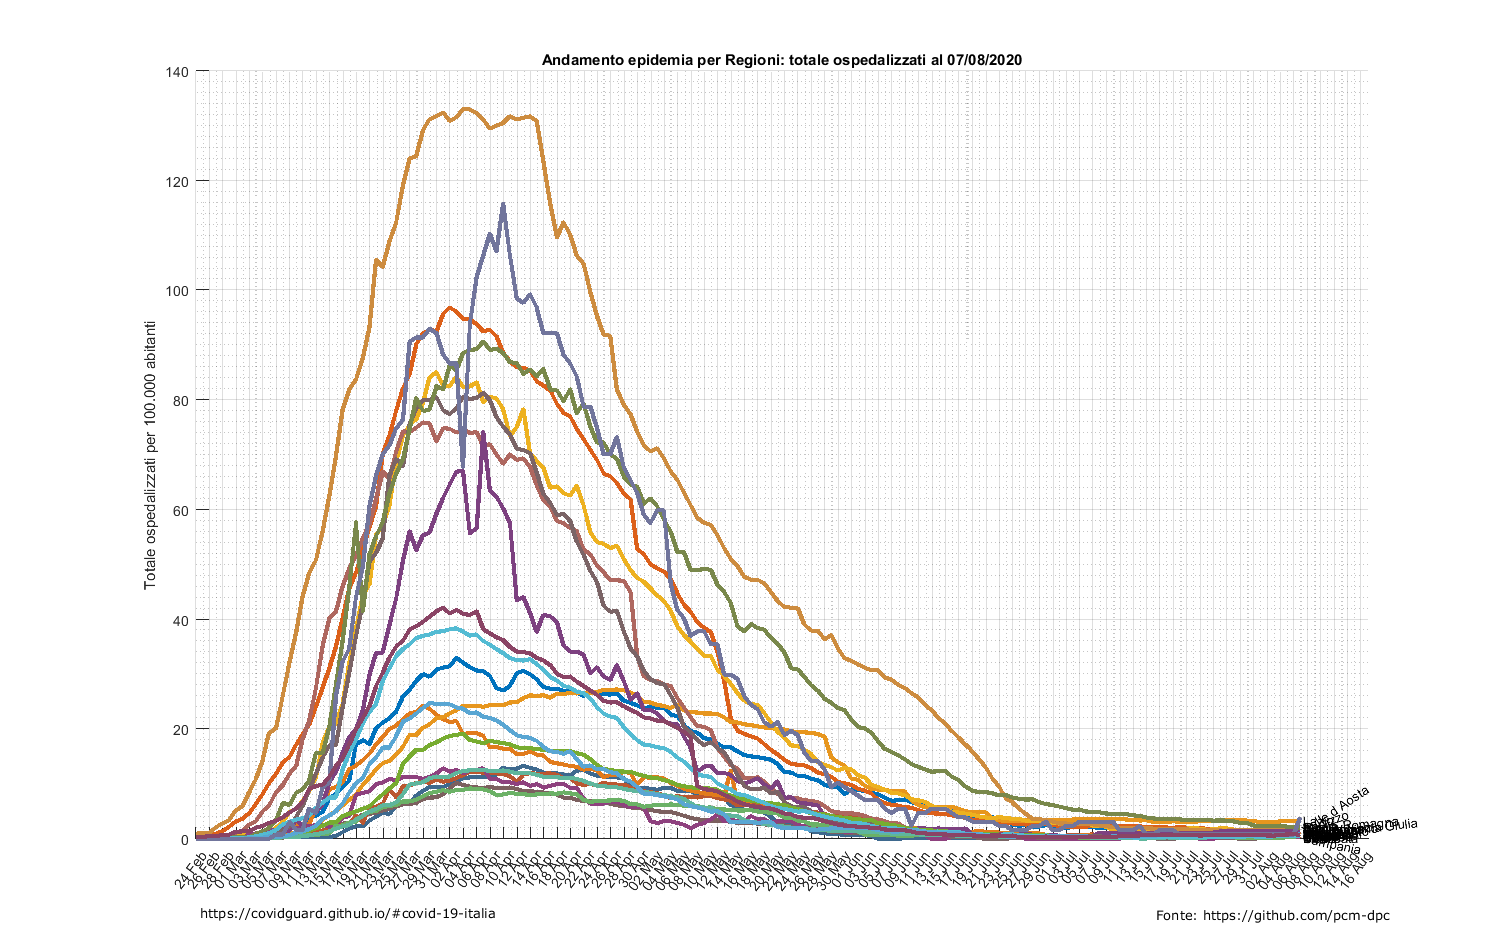 Andamento epidemia per Regioni: totale ospedalizzati al 07/08/2020
Totale ospedalizzati per 100.000 abitanti
140
120
100
80
60
40
20
0
24 Feb
26 Feb
28 Feb
01 Mar
03 Mar
05 Mar
07 Mar
09 Mar
11 Mar
13 Mar
15 Mar
17 Mar
19 Mar
21 Mar
23 Mar
25 Mar
27 Mar
29 Mar
31 Mar
02 Apr
04 Apr
06 Apr
08 Apr
10 Apr
12 Apr
14 Apr
16 Apr
18 Apr
20 Apr
22 Apr
24 Apr
26 Apr
28 Apr
30 Apr
02 May
04 May
06 May
08 May
10 May
12 May
14 May
16 May
18 May
20 May
22 May
24 May
26 May
28 May
30 May
01 Jun
03 Jun
05 Jun
07 Jun
09 Jun
11 Jun
13 Jun
15 Jun
17 Jun
19 Jun
21 Jun
23 Jun
25 Jun
27 Jun
29 Jun
01 Jul
03 Jul
05 Jul
07 Jul
09 Jul
11 Jul
13 Jul
15 Jul
17 Jul
19 Jul
21 Jul
23 Jul
25 Jul
27 Jul
29 Jul
31 Jul
02 Aug
04 Aug
06 Aug
08 Aug
10 Aug
12 Aug
14 Aug
16 Aug
d'Aosta
Romagna
Giulia
Campania
https://covidguard.github.io/#covid-19-italia
Fonte: https://github.com/pcm-dpc